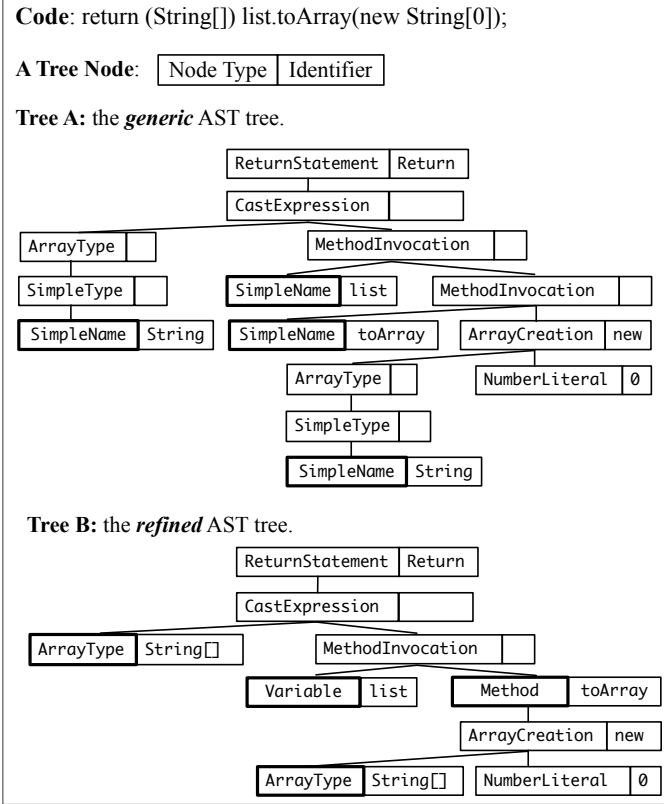 Code: return (String[]) list.toArray(new String[0]);
A Tree Node: Node Type Identifier
Tree A: the generic AST tree.
ReturnStatement Return
CastExpression
ArrayType MethodInvocation
SimpleType SimpleName list MethodInvocation
SimpleName String SimpleName toArray ArrayCreation new
ArrayType NumberLiteral 0
SimpleType
SimpleName String
Tree B: the refined AST tree.
ReturnStatement Return
CastExpression
ArrayType String[] MethodInvocation
Variable list Method toArray
ArrayCreation new
ArrayType String[] NumberLiteral 0